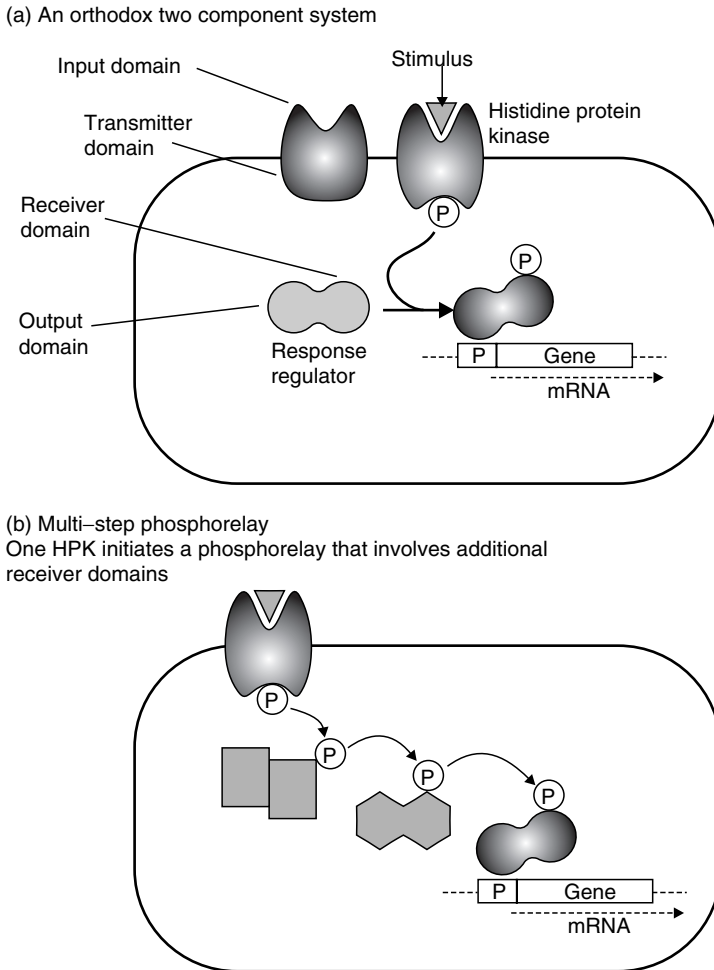 (a) An orthodox two component system
Input domain
Stimulus
Transmitter
domain
Histidine protein
kinase
Receiver
domain
P
P
Output
domain
Response
regulator
P
Gene
mRNA
(b) Multi–step phosphorelay
One HPK initiates a phosphorelay that involves additional
receiver domains
P
P
P
P
P
Gene
mRNA